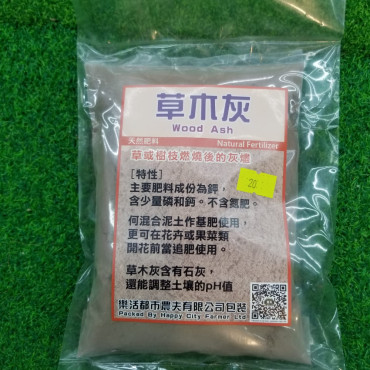 草木灰
Wood Ash
天然肥料 Natural Fertilizer
草或樹枝燃燒後的灰燼
[特性]
主要肥料成份為鉀，
含少量磷和鈣。不含氮肥。
何混合泥土作基肥使用，
更可在花卉或果菜類
開花前當追肥使用。
草木灰含有石灰，
還能調整土壤的pH值
樂活都市農夫有限公司包裝
Packed By Happy City Farmer Ltd
20